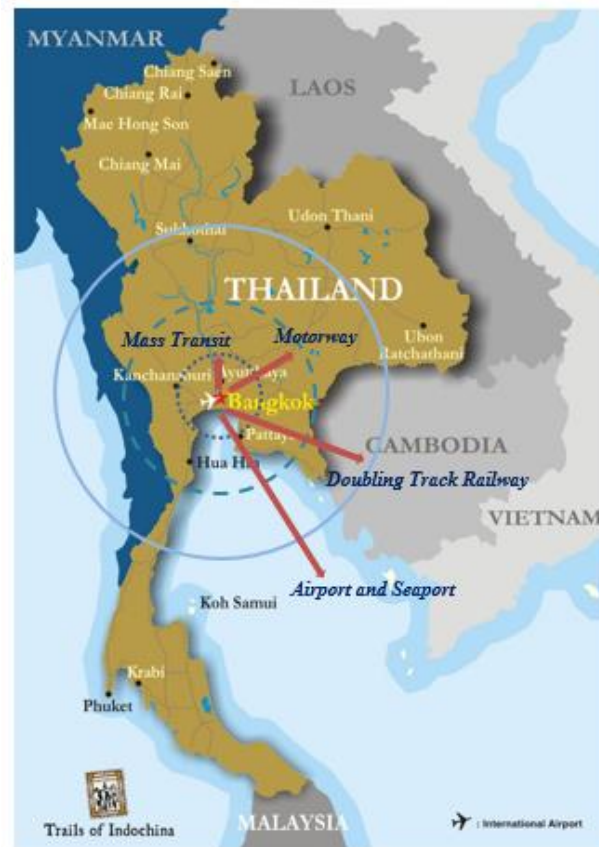 MYANMAR
Chiang Saen
LAOS
Chiang Rai
Mae Hong Son
Chiang Mai
Sukhothai
Udon Thani
THAILAND
Mass Transit
Motorway
Ubon
Ratchathani
Kanchanaburi
Ayutthaya
Bangkok
Pattaya
CAMBODIA
Hua Hin
Doubling Track Railway
VIETNAM
Airport and Seaport
Koh Samui
Krabi
Phuket
Trails of Indochina
MALAYSIA
: International Airport